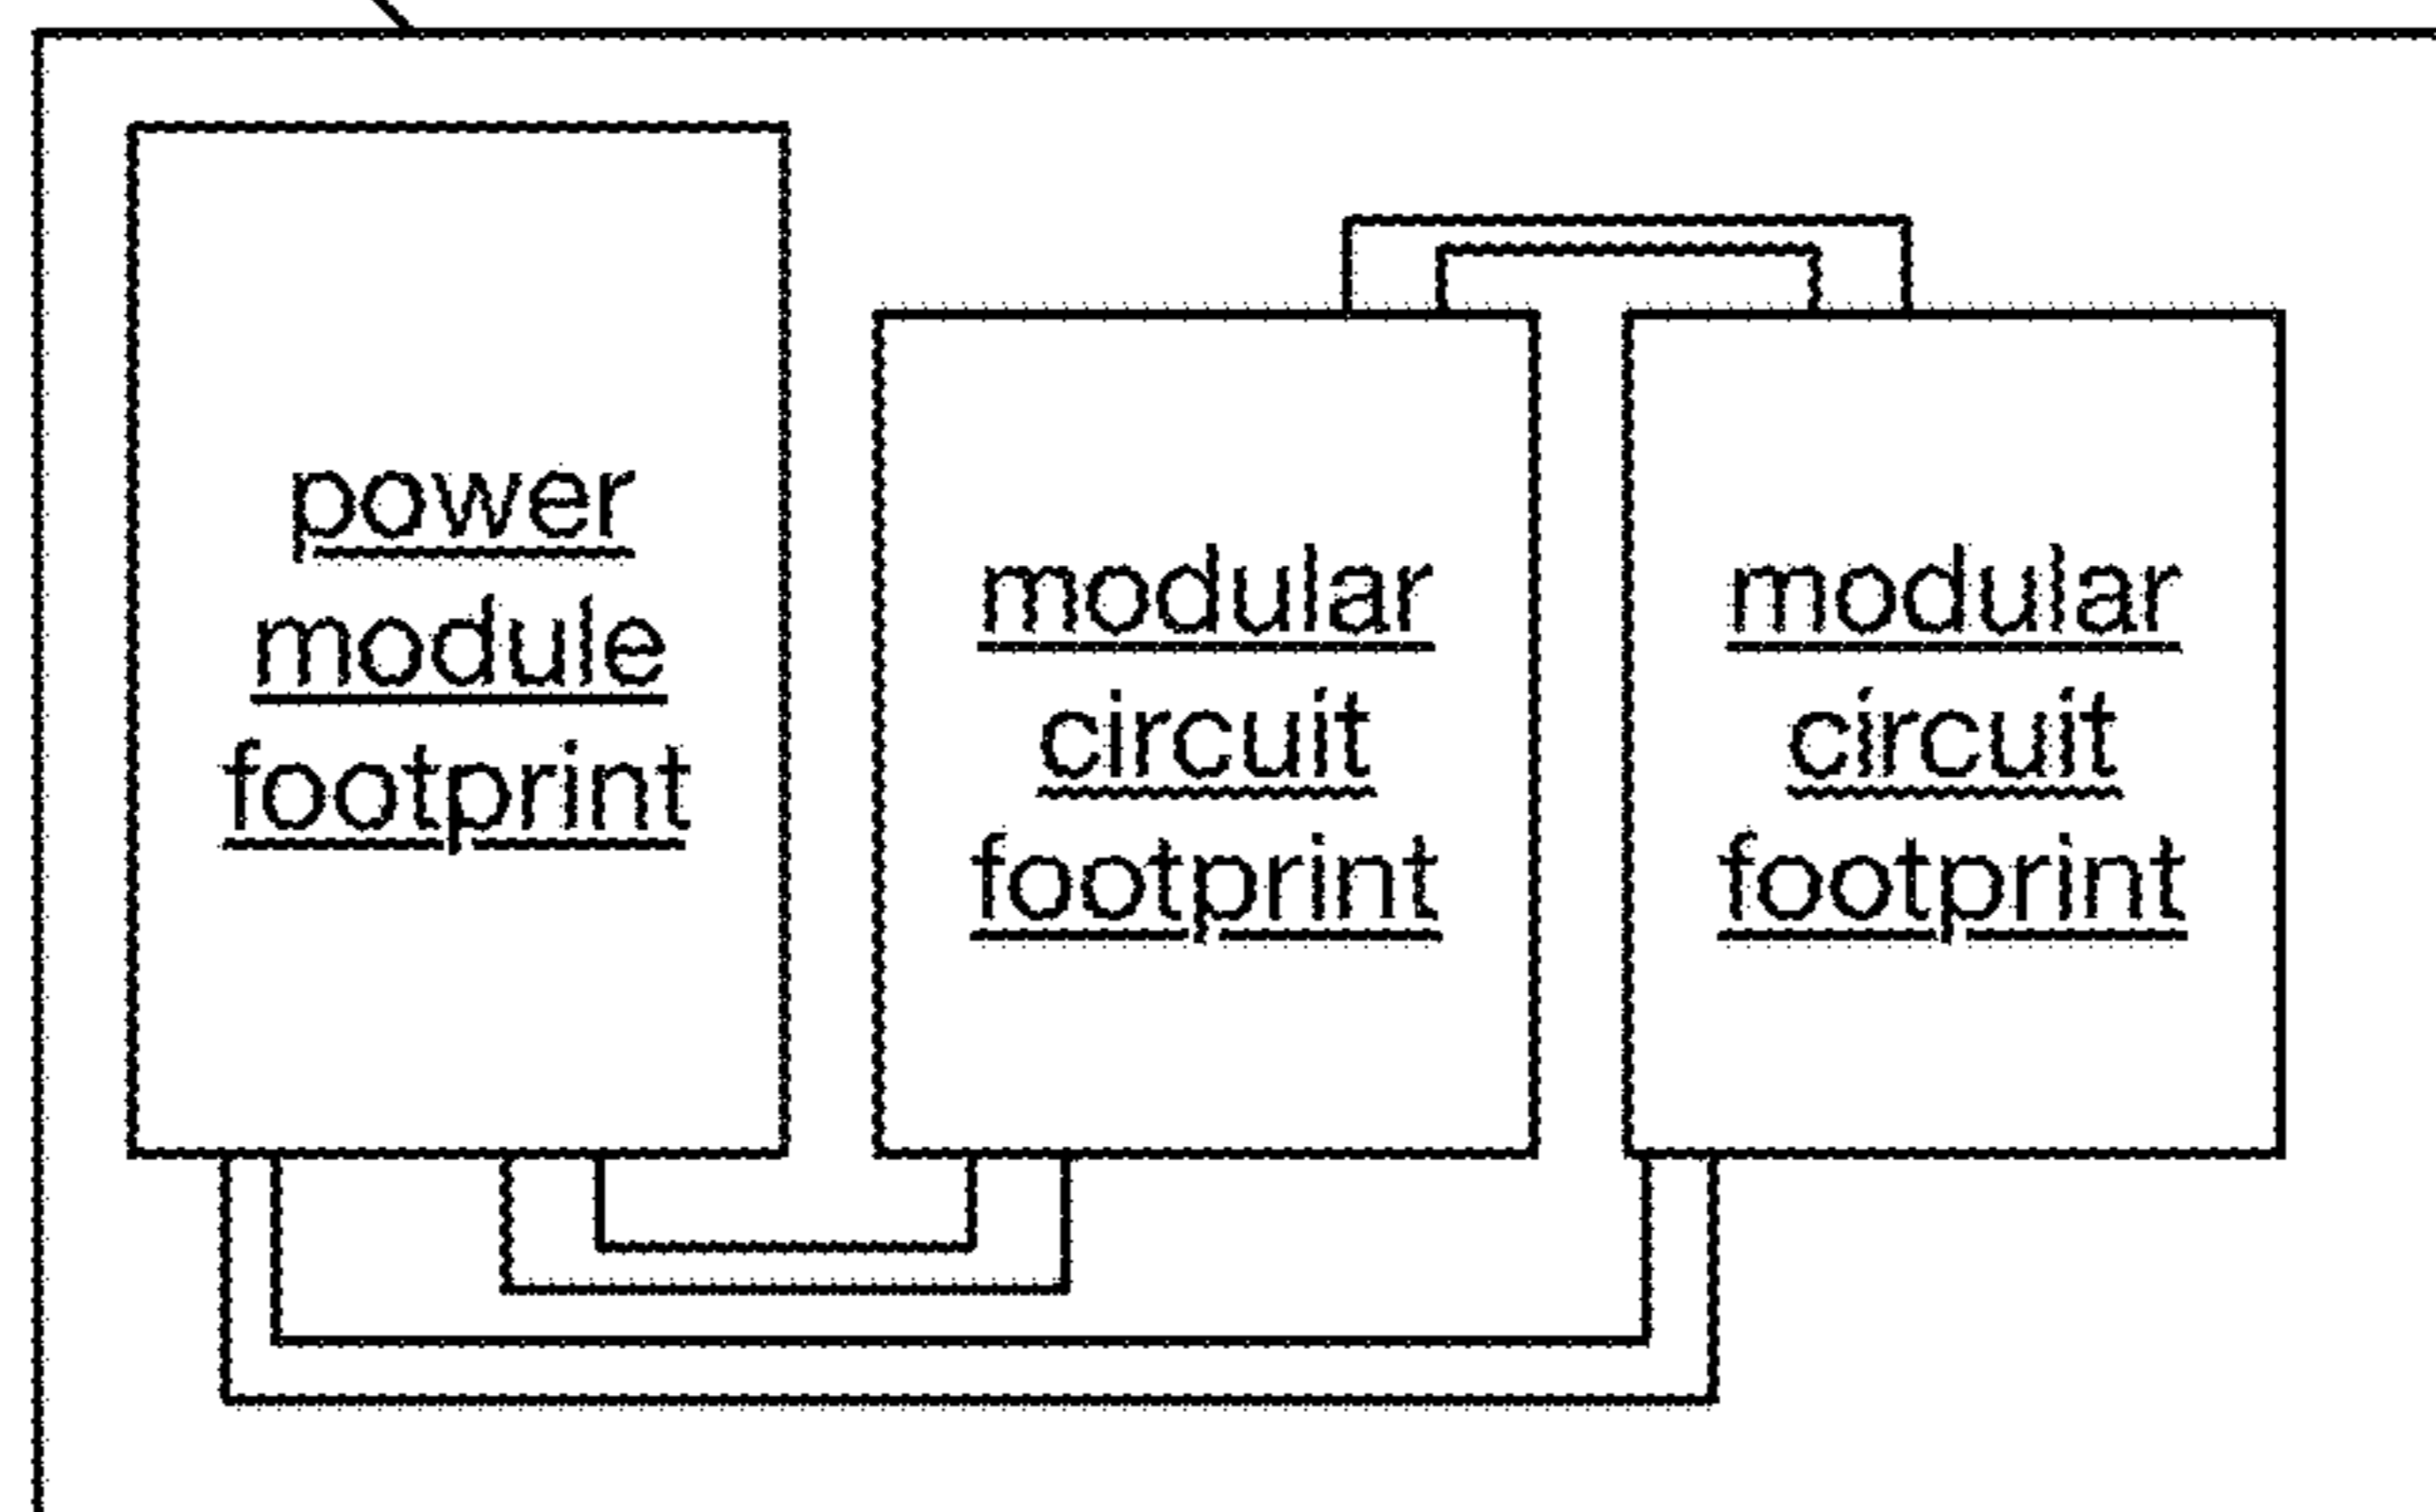 power
module
footprint
modular
circuit
footprint
modular
circuit
footprint